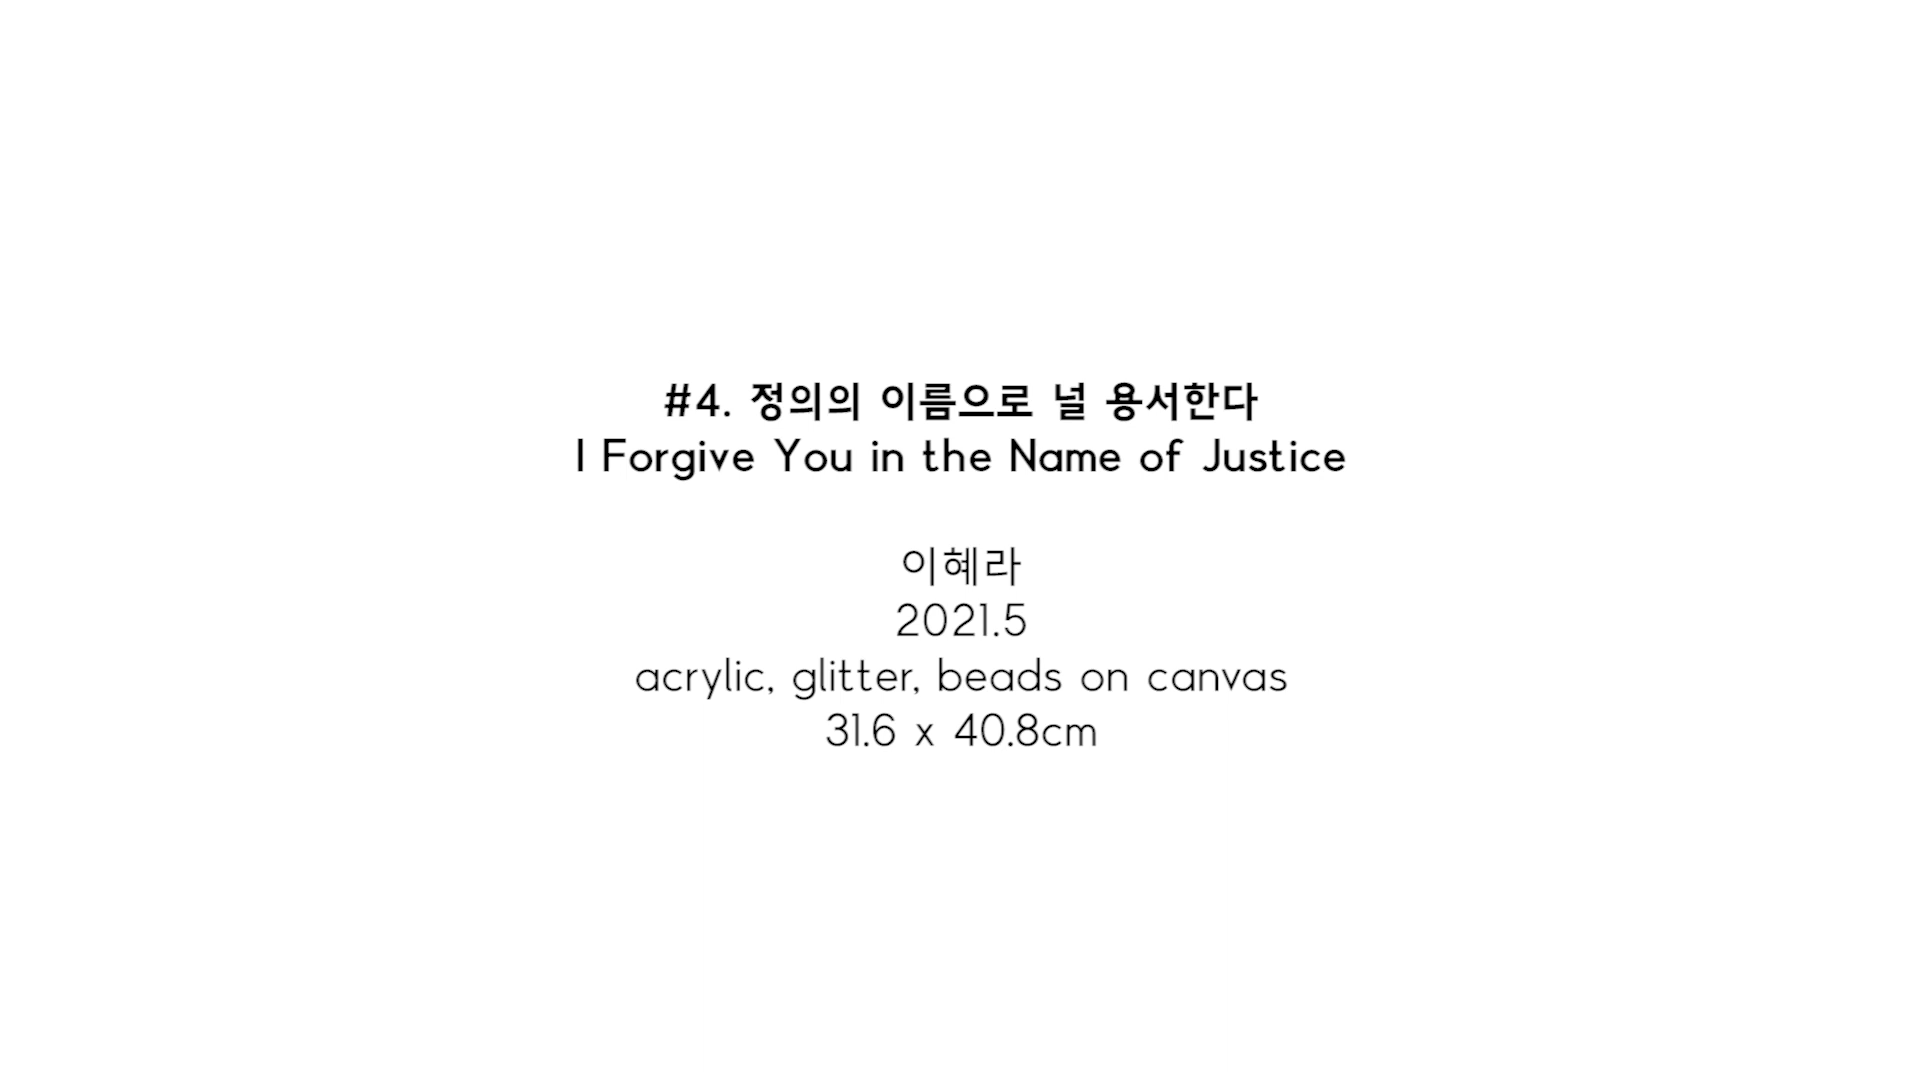 #4. 정의의 이름으로 널 용서한다
I Forgive You in the Name of Justice
이혜라
2021.5
acrylic, glitter, beads on canvas
31.6 x 40.8cm